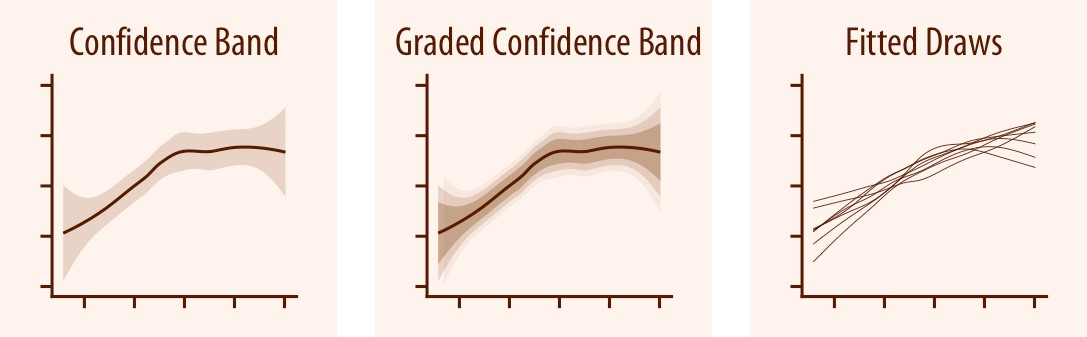 Confidence Band
Graded Confidence Band
Fitted Draws